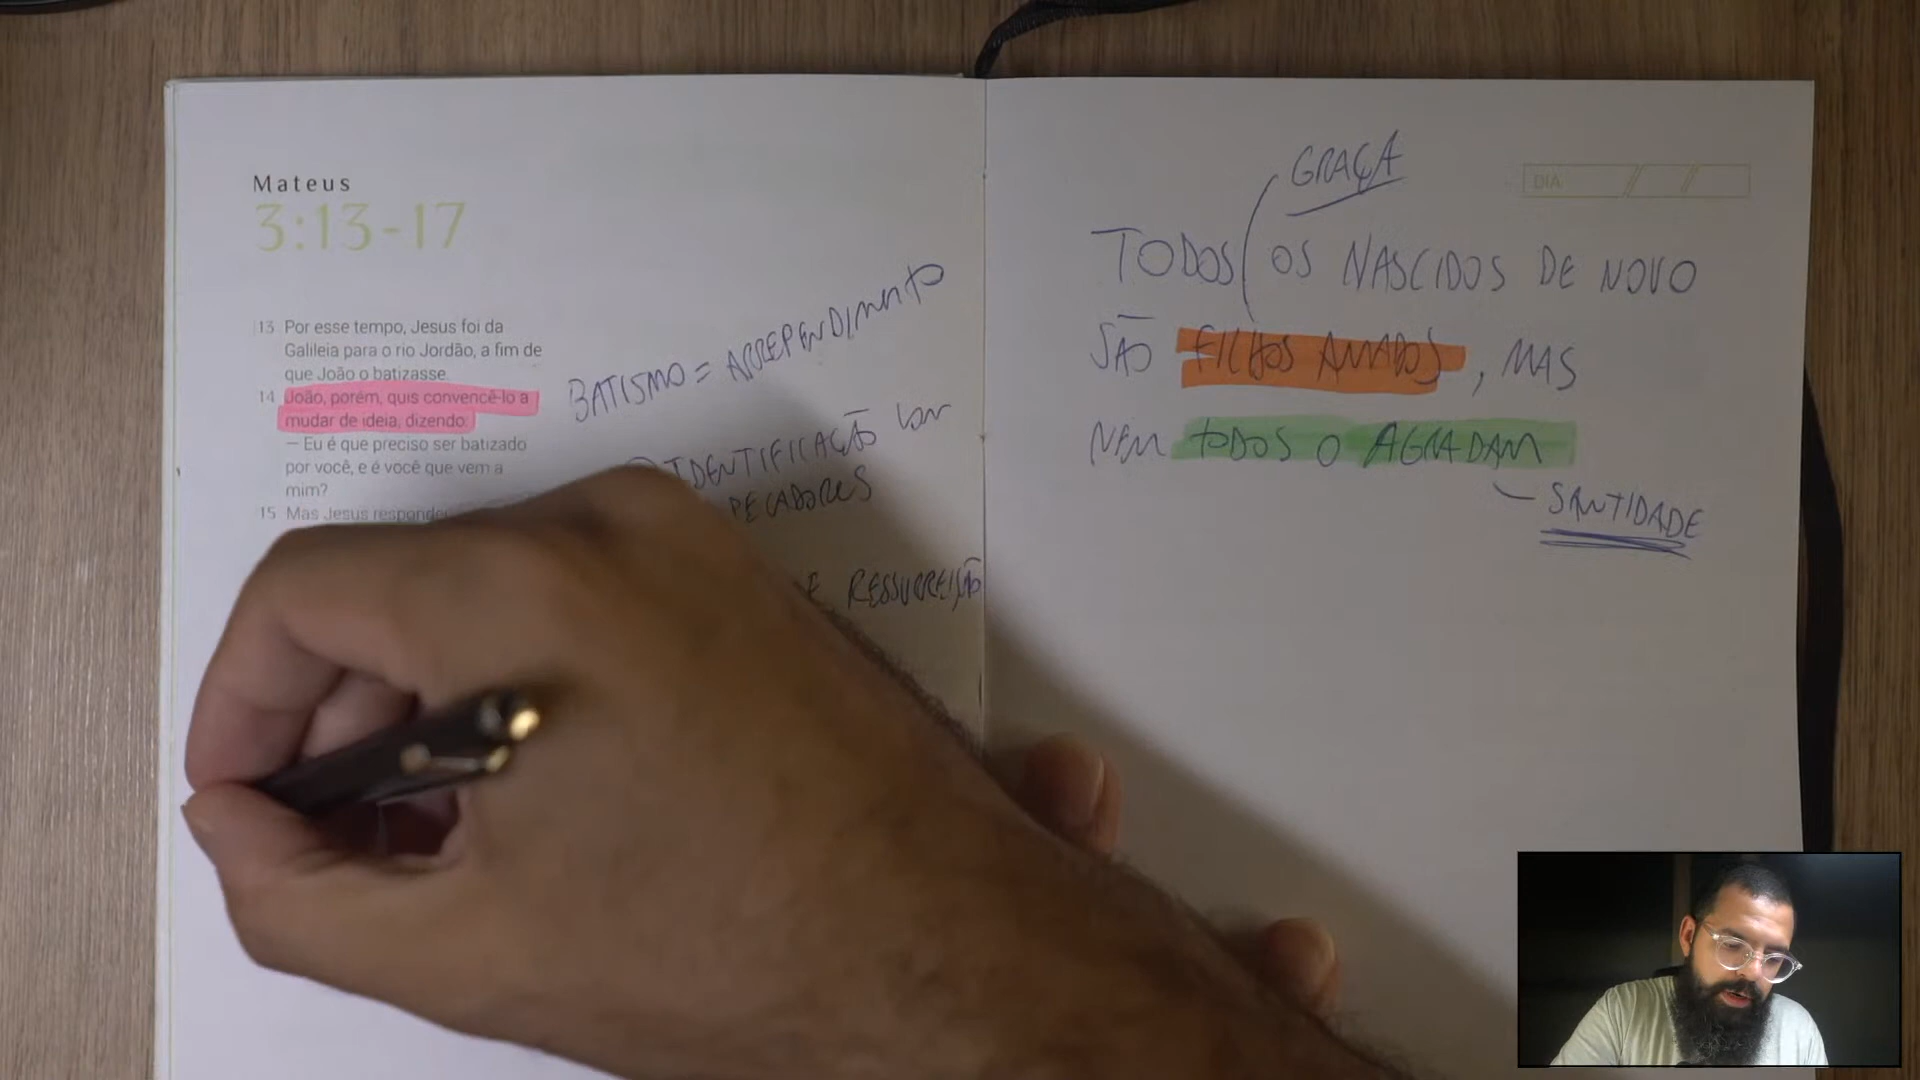 Mateus
3:13-17
13 Por esse tempo, Jesus foi da
Galileia para o rio Jordão, a fim de
que João o batizasse.
14 João, porém, quis convencê-lo a
mudar de ideia, dizendo:
— Eu é que preciso ser batizado
por você, e é você que vem a
mim?
15 Mas Jesus respondeu
BATISMO = ARREPENDIMENTO
IDENTIFICAÇÃO COM
PECADORES
E RESSURREIÇÃO
DIA
GRAÇA
TODOS OS NASCIDOS DE NOVO
SÃO FILHOS AMADOS, MAS
NEM TODOS O AGRADAM
SANTIDADE